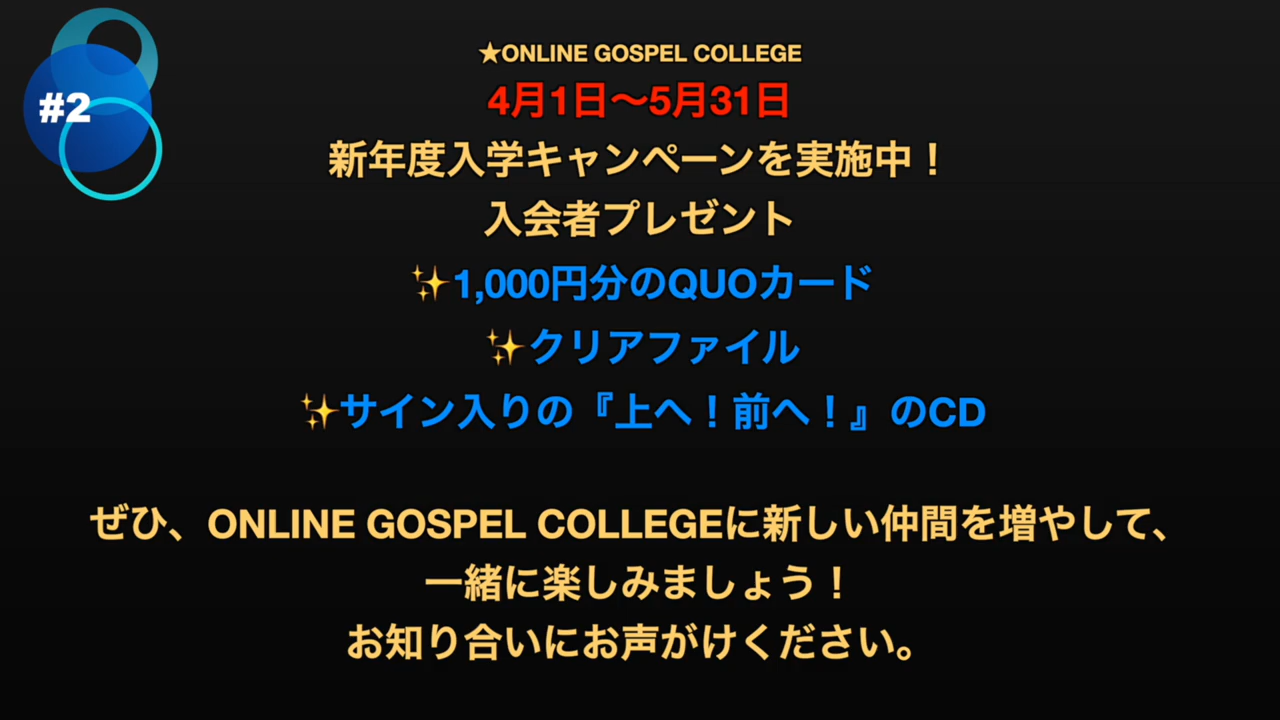 #2
★ONLINE GOSPEL COLLEGE
4月1日〜5月31日
新年度入学キャンペーンを実施中！
入会者プレゼント
✨1,000円分のQUOカード
✨クリアファイル
✨サイン入りの『上へ！前へ！』のCD
ぜひ、ONLINE GOSPEL COLLEGEに新しい仲間を増やして、
一緒に楽しみましょう！
お知り合いにお声がけください。